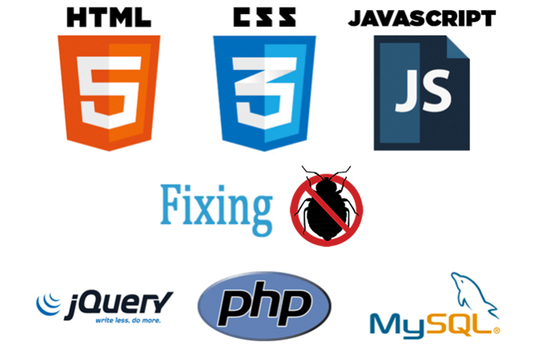 HTML
CSS
JAVASCRIPT
5
3
JS
Fixing
jQuery
write less, do more.
php
MySQL®